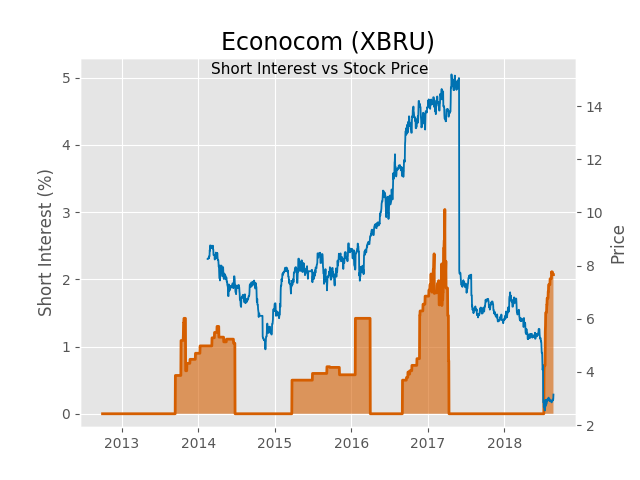 Econocom (XBRU)
Short Interest vs Stock Price
Short Interest (%)
5
4
3
2
1
0
14
12
10
8
6
4
2
Price
2013 2014 2015 2016 2017 2018